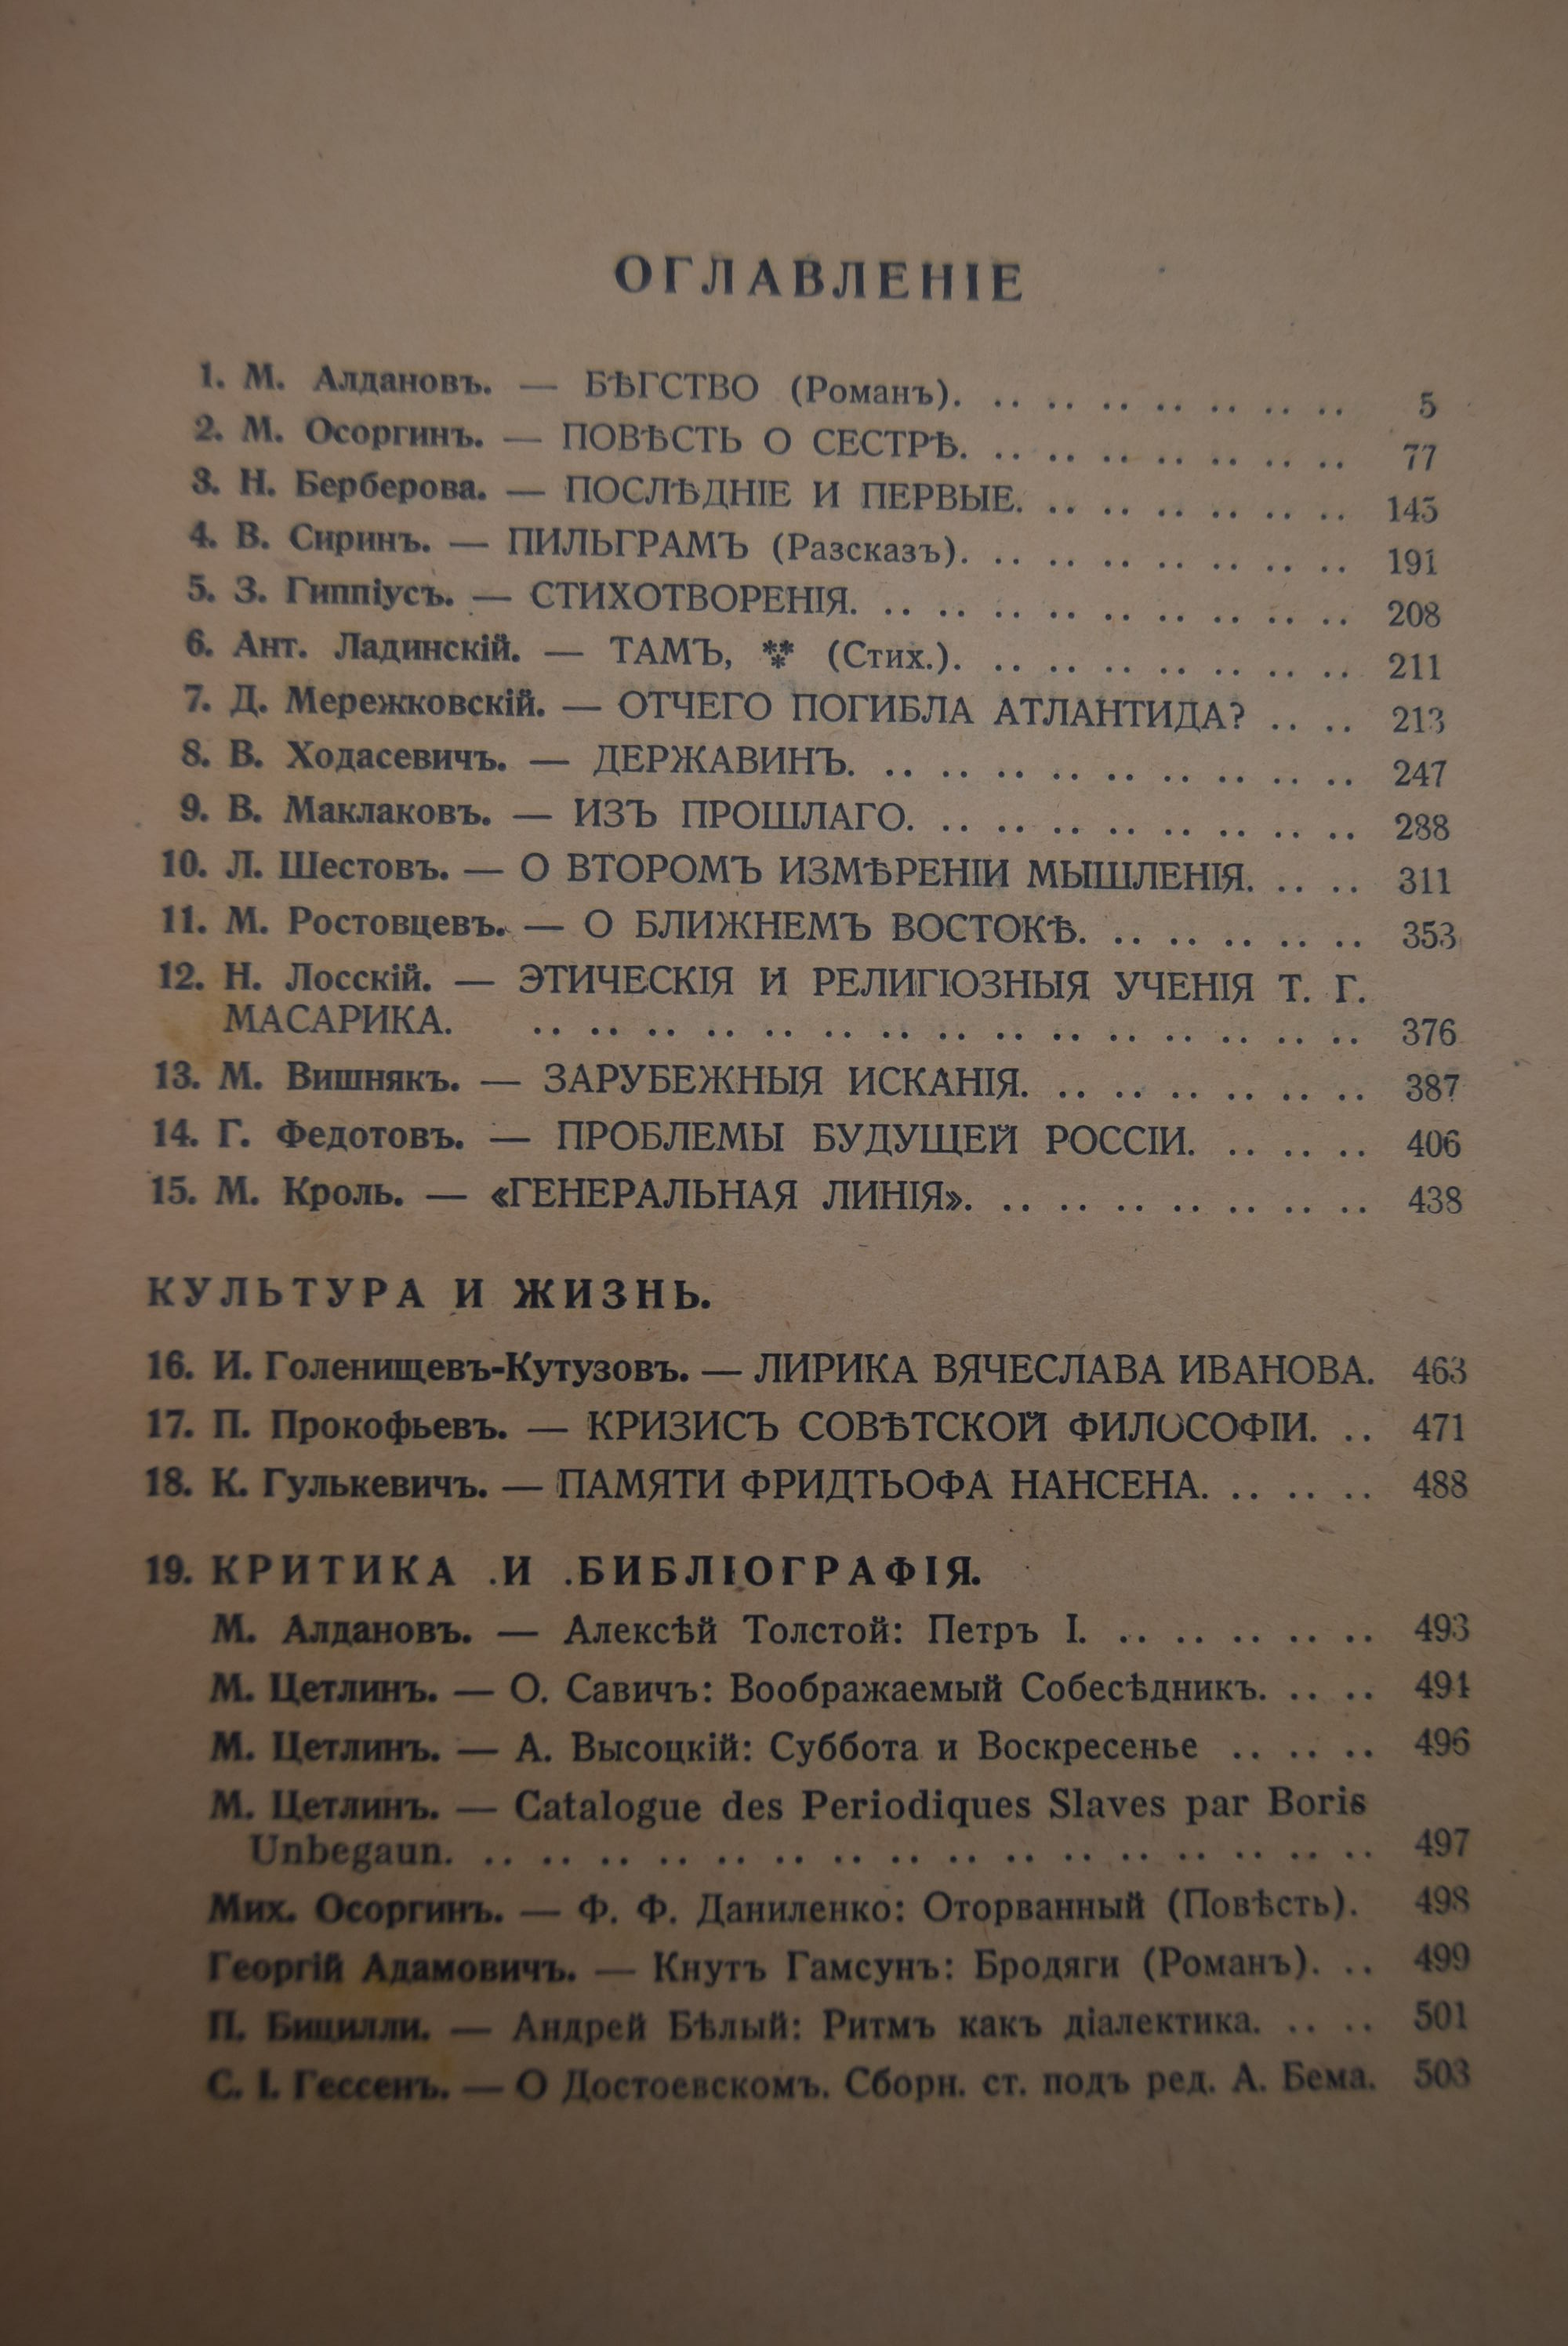 ОГЛАВЛЕНІЕ
1. М. Алдановъ. — БѢГСТВО (Романъ). .. .. .. .. .. .. .. 5
2. М. Осоргинъ. — ПОВѢСТЬ О СЕСТРѢ. .. .. .. .. .. .. .. 77
3. Н. Берберова. — ПОСЛѢДНІЕ И ПЕРВЫЕ. .. .. .. .. .. .. 145
4. В. Сиринъ. — ПИЛЬГРАМЪ (Разсказъ). .. .. .. .. .. .. .. 191
5. З. Гиппіусъ. — СТИХОТВОРЕНІЯ. .. .. .. .. .. .. .. .. .. 208
6. Ант. Ладинскій. — ТАМЪ, *** (Стих.). .. .. .. .. .. .. .. 211
7. Д. Мережковскій. — ОТЧЕГО ПОГИБЛА АТЛАНТИДА? .. .. 213
8. В. Ходасевичъ. — ДЕРЖАВИНЪ. .. .. .. .. .. .. .. .. .. 247
9. В. Маклаковъ. — ИЗЪ ПРОШЛАГО. .. .. .. .. .. .. .. .. 288
10. Л. Шестовъ. — О ВТОРОМЪ ИЗМѢРЕНІИ МЫШЛЕНІЯ. .. .. 311
11. М. Ростовцевъ. — О БЛИЖНЕМЪ ВОСТОКѢ. .. .. .. .. .. 353
12. Н. Лосскій. — ЭТИЧЕСКІЯ И РЕЛИГІОЗНЫЯ УЧЕНІЯ Т. Г.
МАСАРИКА. .. .. .. .. .. .. .. .. .. .. .. .. .. .. .. 376
13. М. Вишнякъ. — ЗАРУБЕЖНЫЯ ИСКАНІЯ. .. .. .. .. .. .. 387
14. Г. Федотовъ. — ПРОБЛЕМЫ БУДУЩЕЙ РОССІИ. .. .. .. 406
15. М. Кроль. — «ГЕНЕРАЛЬНАЯ ЛИНІЯ». .. .. .. .. .. .. .. 438
КУЛЬТУРА И ЖИЗНЬ.
16. И. Голенищевъ-Кутузовъ. — ЛИРИКА ВЯЧЕСЛАВА ИВАНОВА. 463
17. П. Прокофьевъ. — КРИЗИСЪ СОВѢТСКОЙ ФИЛОСОФІИ. .. 471
18. К. Гулькевичъ. — ПАМЯТИ ФРИДТЬОФА НАНСЕНА. .. .. .. 488
19. КРИТИКА .И .БИБЛІОГРАФІЯ.
М. Алдановъ. — Алексѣй Толстой: Петръ I. .. .. .. .. .. 493
М. Цетлинъ. — О. Савичъ: Воображаемый Собесѣдникъ. .. .. 494
М. Цетлинъ. — А. Высоцкій: Суббота и Воскресенье .. .. .. 496
М. Цетлинъ. — Catalogue des Periodiques Slaves par Boris
Unbegaun. .. .. .. .. .. .. .. .. .. .. .. .. .. .. .. .. 497
Мих. Осоргинъ. — Ф. Ф. Даниленко: Оторванный (Повѣсть). 498
Георгій Адамовичъ. — Кнутъ Гамсунъ: Бродяги (Романъ). .. 499
П. Бицилли. — Андрей Бѣлый: Ритмъ какъ діалектика. .. .. 501
С. І. Гессенъ. — О Достоевскомъ. Сборн. ст. подъ ред. А. Бема. 503